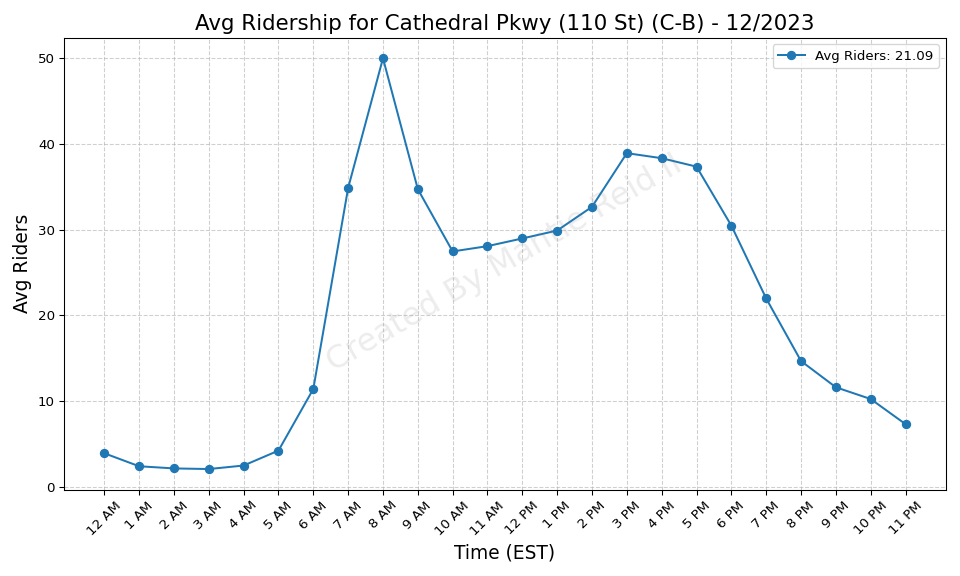 Avg Ridership for Cathedral Pkwy (110 St) (C-B) - 12/2023
Avg Riders: 21.09
Avg Riders
50
40
30
20
10
0
Created By
Reid
12 AM
1 AM
2 AM
3 AM
4 AM
5 AM
6 AM
7 AM
8 AM
9 AM
10 AM
11 AM
12 PM
1 PM
2 PM
3 PM
4 PM
5 PM
6 PM
7 PM
8 PM
9 PM
10 PM
11 PM
Time (EST)